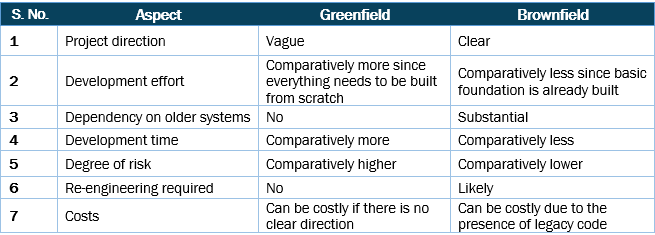 S. No. Aspect Greenfield Brownfield
1 Project direction Vague Clear
2 Development effort Comparatively more since everything needs to be built from scratch Comparatively less since basic foundation is already built
3 Dependency on older systems No Substantial
4 Development time Comparatively more Comparatively less
5 Degree of risk Comparatively higher Comparatively lower
6 Re-engineering required No Likely
7 Costs Can be costly if there is no clear direction Can be costly due to the presence of legacy code